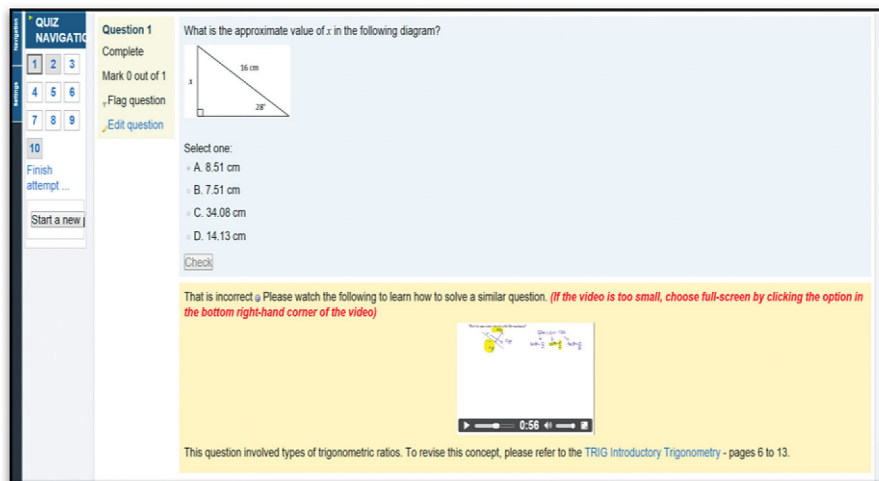 Navigation
Settings
QUIZ
NAVIGATIO
1 2 3
4 5 6
7 8 9
10
Finish
attempt ...
Start a new
Question 1
Complete
Mark 0 out of 1
Flag question
Edit question
What is the approximate value of x in the following diagram?
16 cm
x
28°
Select one:
A. 8.51 cm
B. 7.51 cm
C. 34.08 cm
D. 14.13 cm
Check
That is incorrect Please watch the following to learn how to solve a similar question. (If the video is too small, choose full-screen by clicking the option in
the bottom right-hand corner of the video)
0:56
This question involved types of trigonometric ratios. To revise this concept, please refer to the TRIG Introductory Trigonometry - pages 6 to 13.